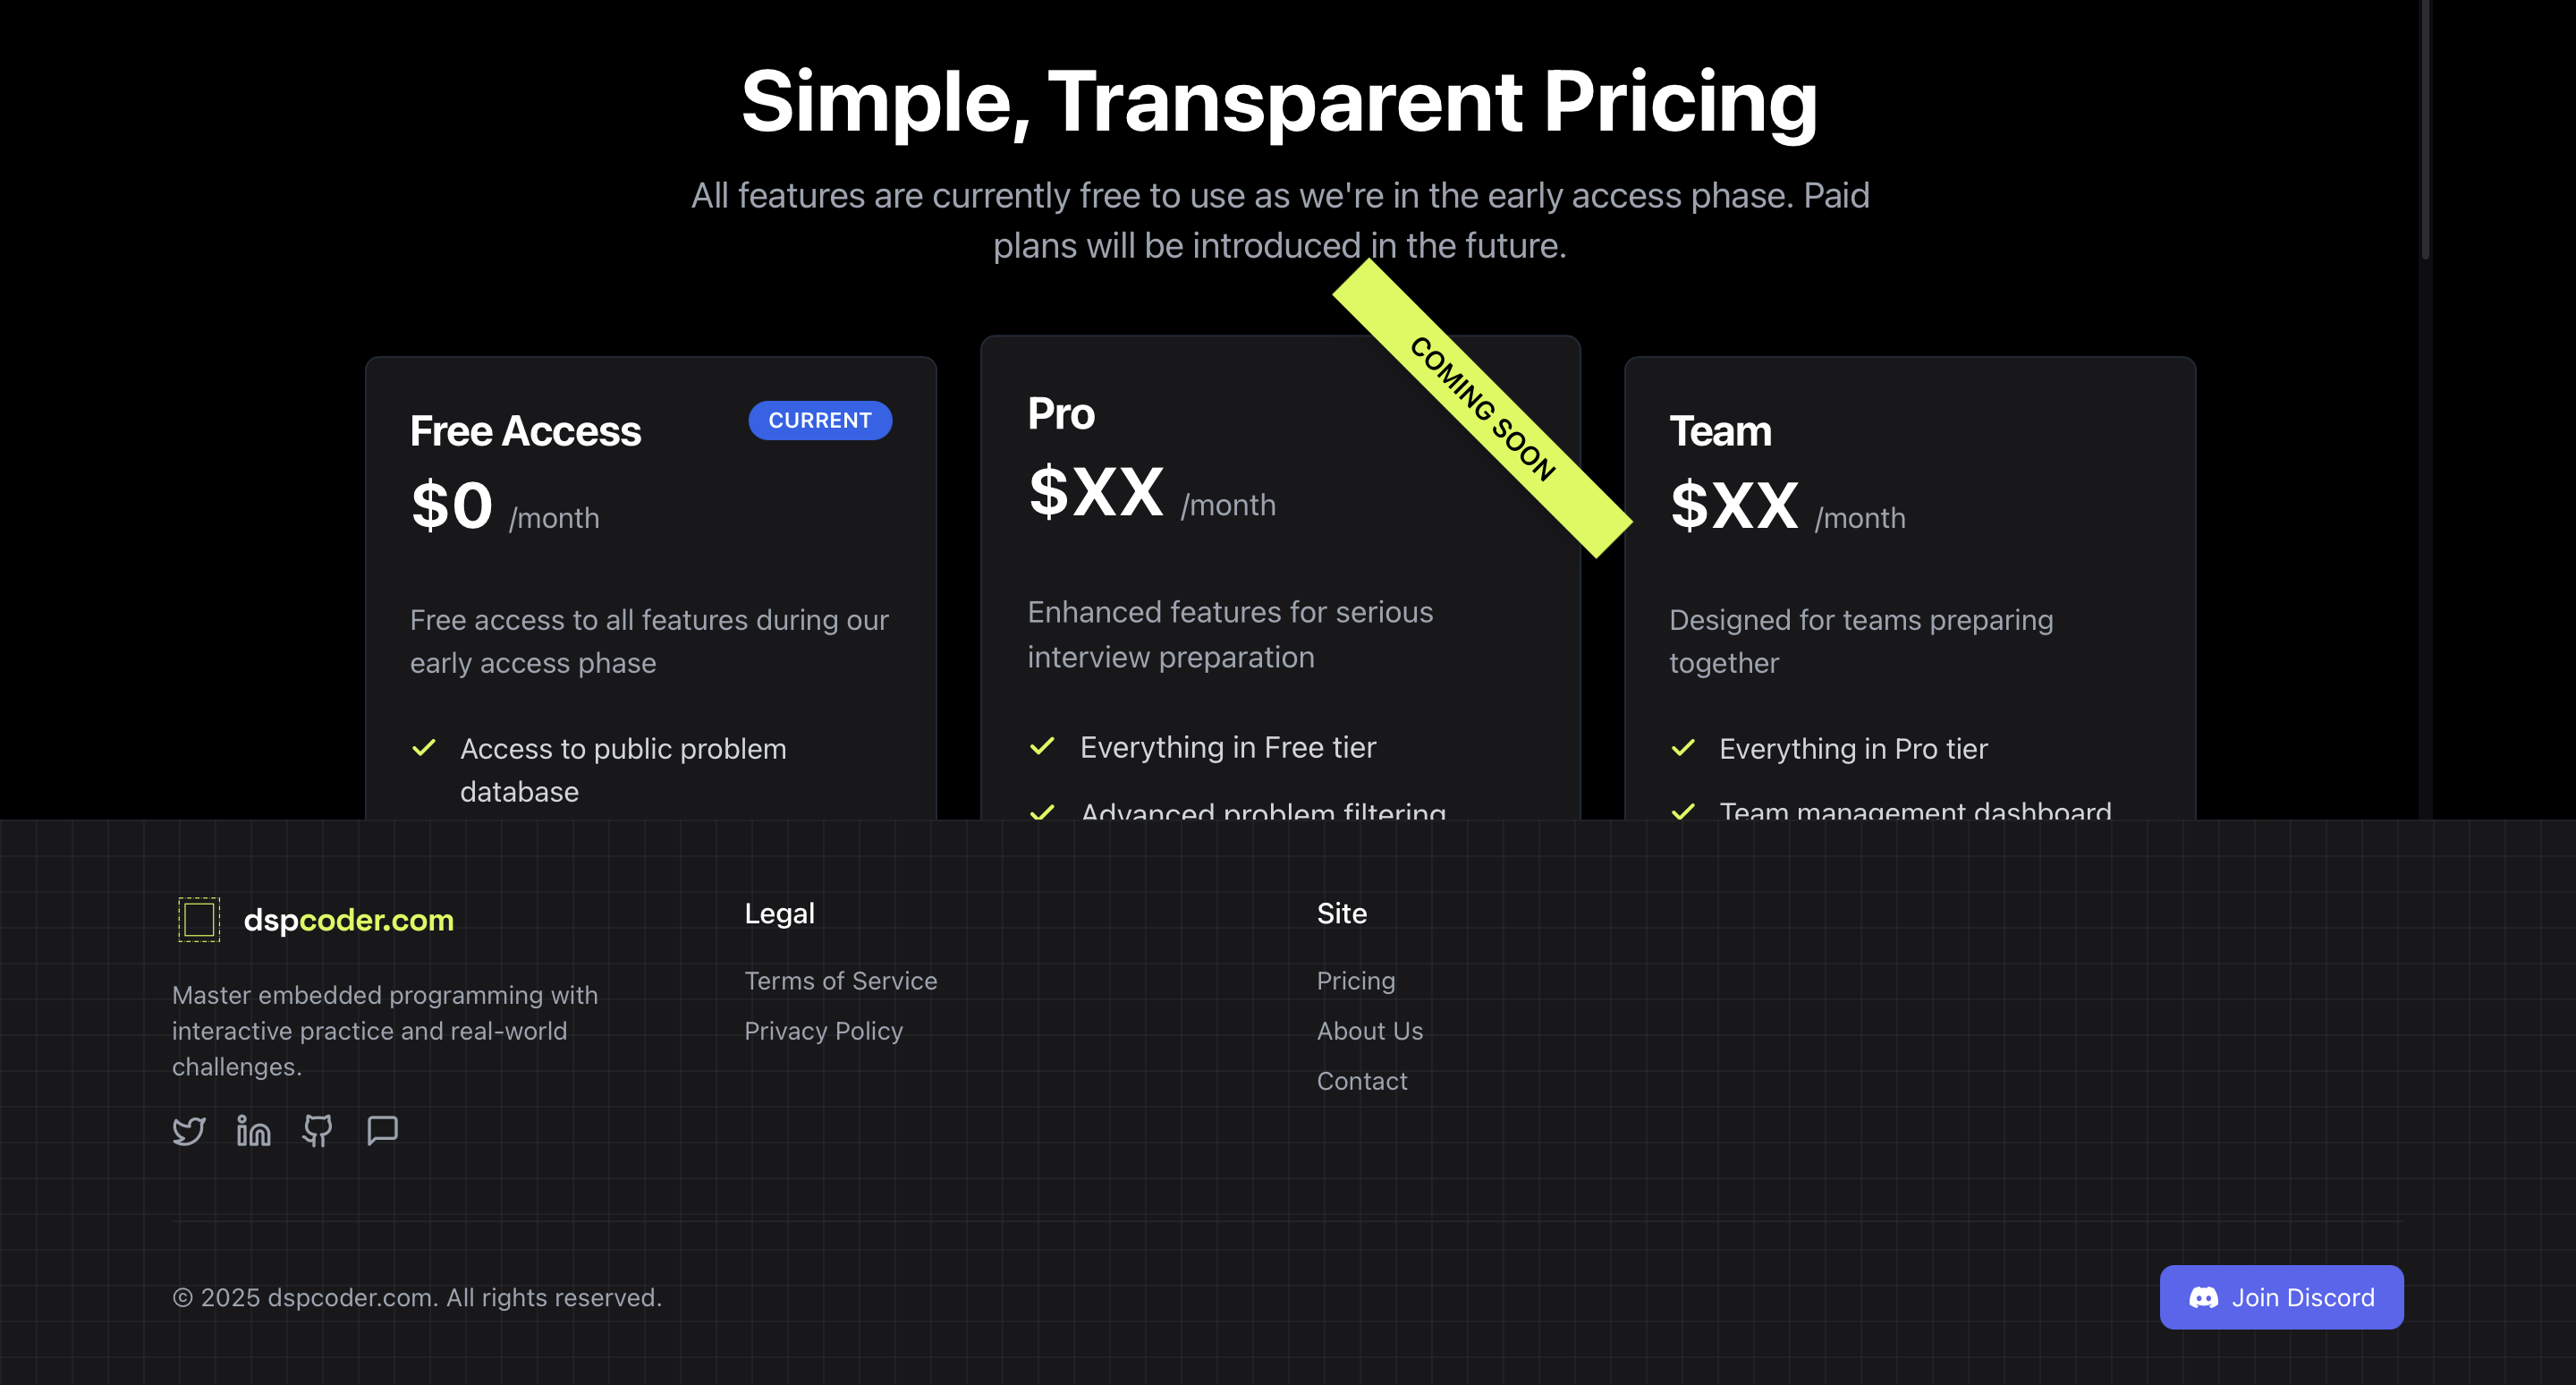 Simple, Transparent Pricing
All features are currently free to use as we're in the early access phase. Paid
plans will be introduced in the future.
Free Access
CURRENT
$0 /month
Free access to all features during our
early access phase
Access to public problem
database
Pro
COMING SOON
$XX /month
Enhanced features for serious
interview preparation
Everything in Free tier
Advanced problem filtering
Team
$XX /month
Designed for teams preparing
together
Everything in Pro tier
Team management dashboard
dspcoder.com
Master embedded programming with
interactive practice and real-world
challenges.
Legal
Terms of Service
Privacy Policy
Site
Pricing
About Us
Contact
© 2025 dspcoder.com. All rights reserved.
Join Discord